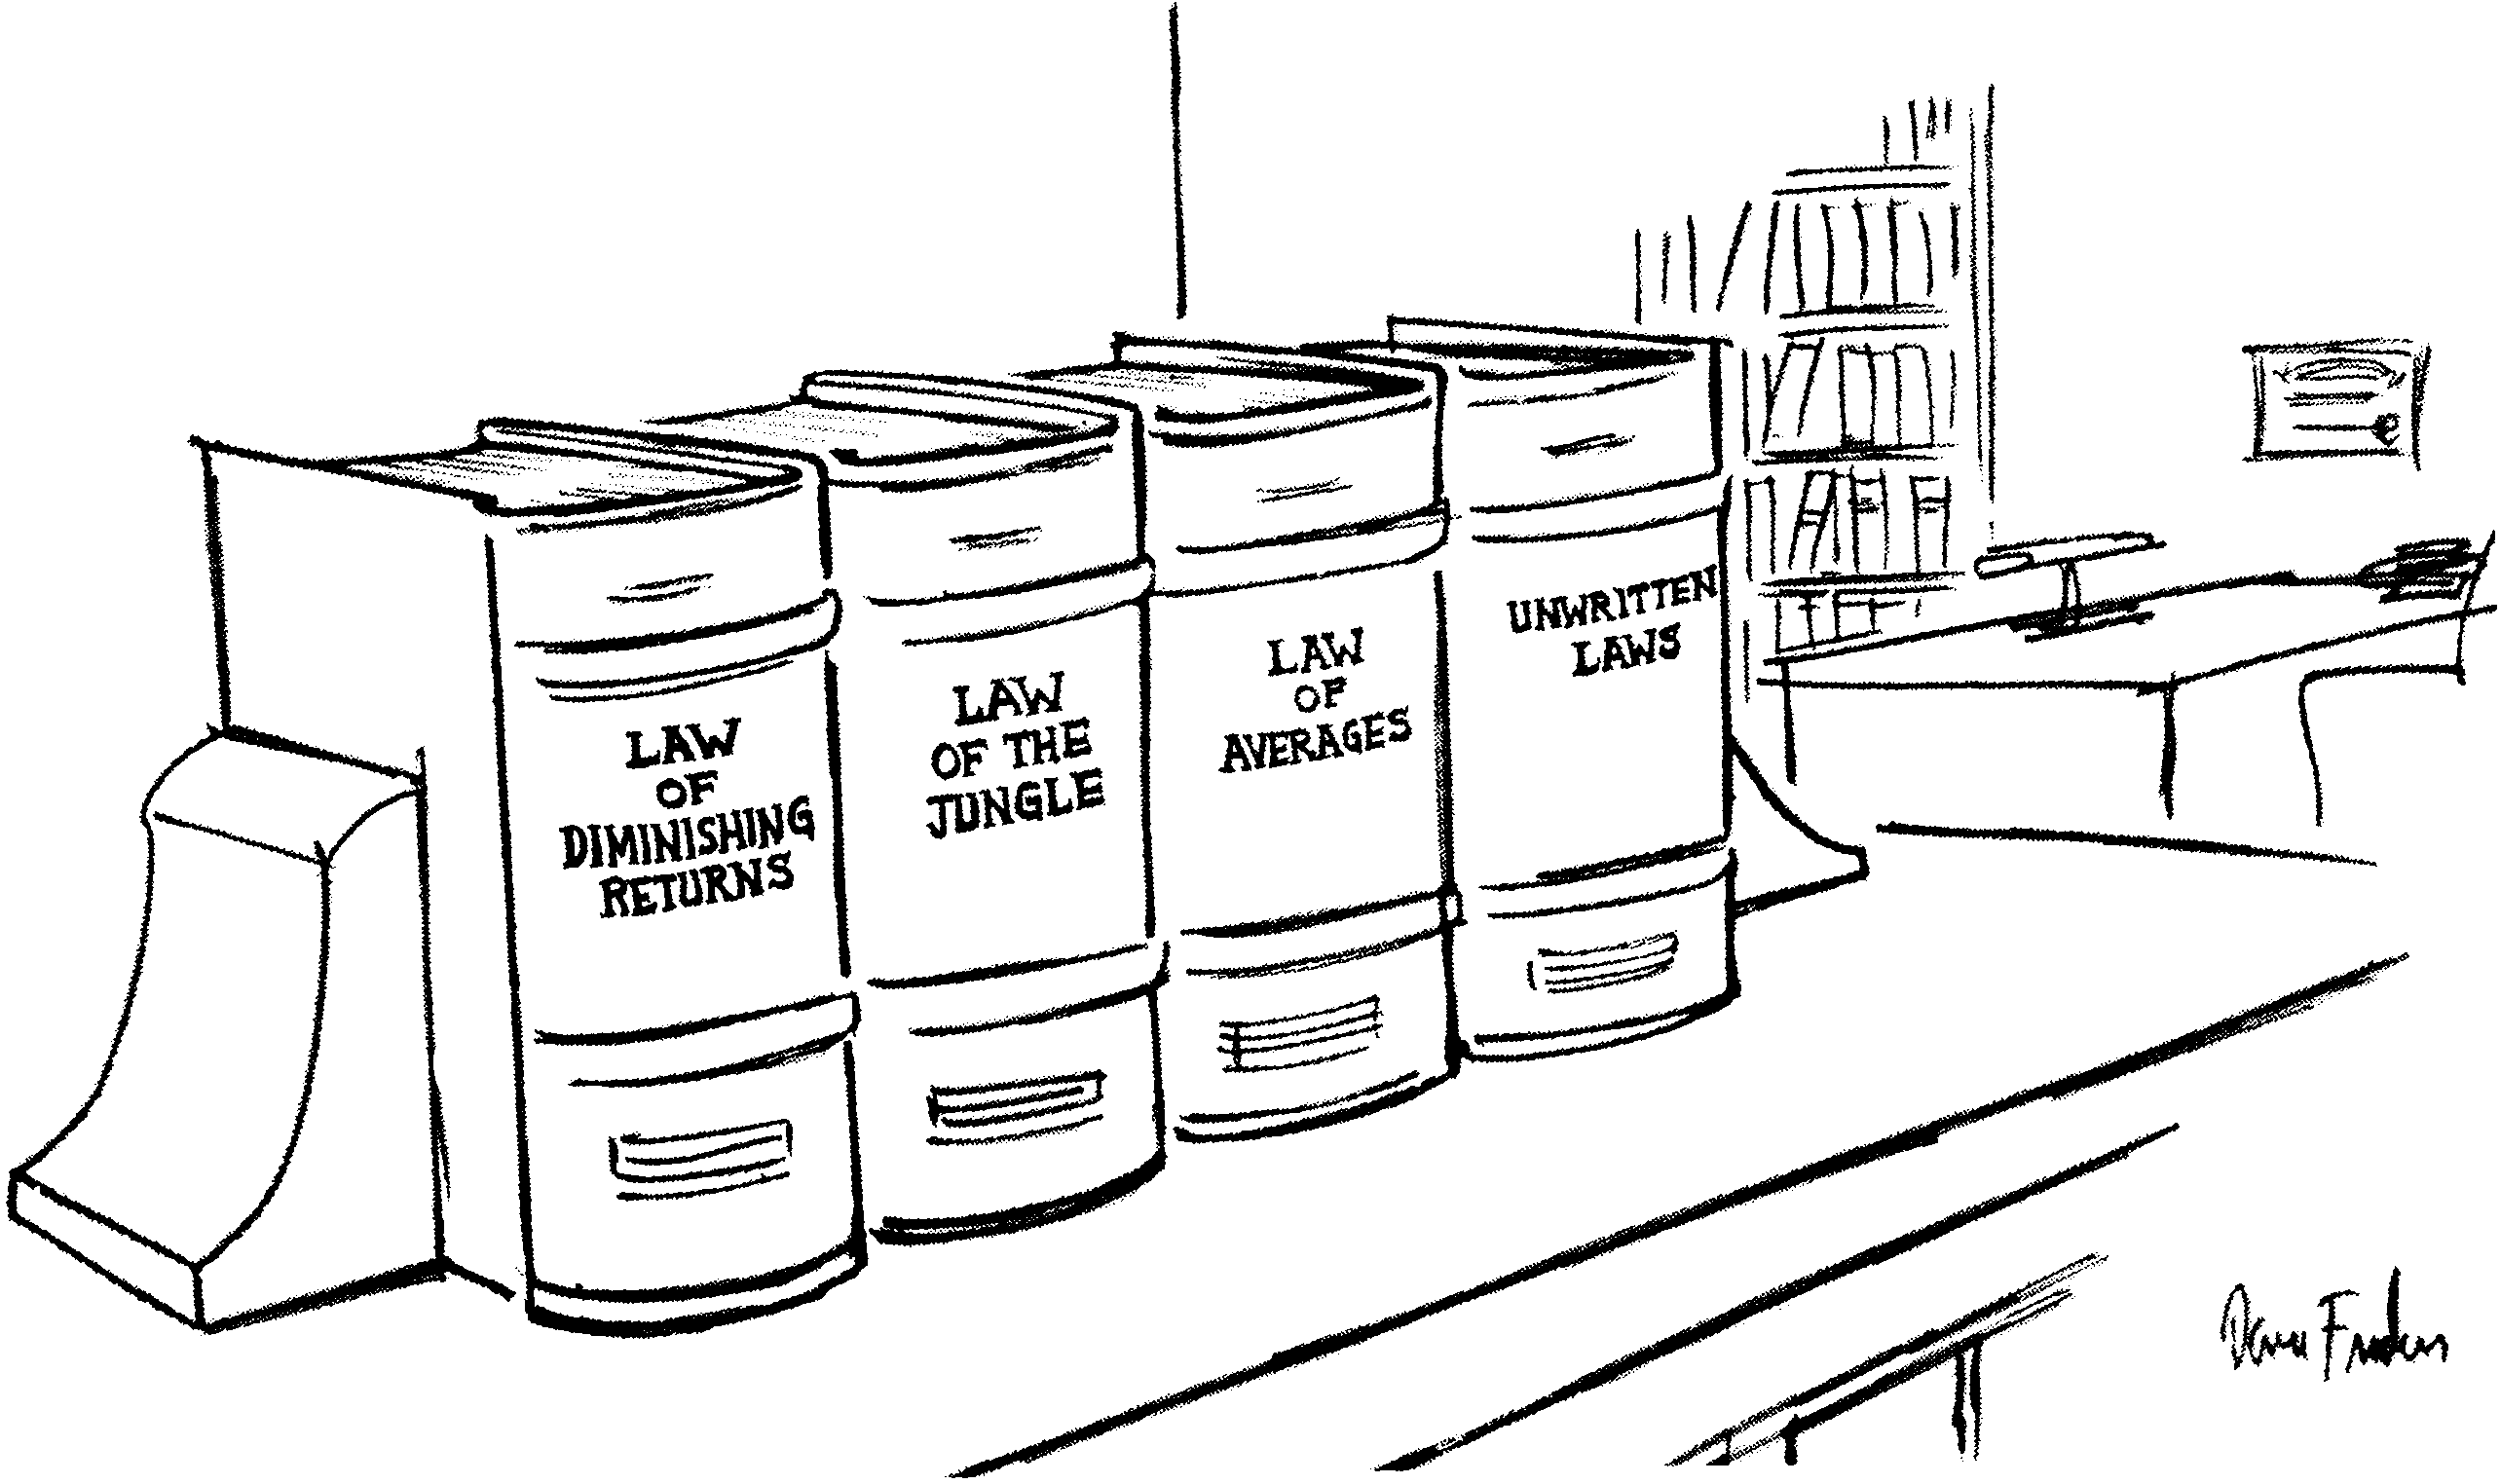 LAW
OF
DIMINISHING
RETURNS
LAW
OF THE
JUNGLE
LAW
OF
AVERAGES
UNWRITTEN
LAWS